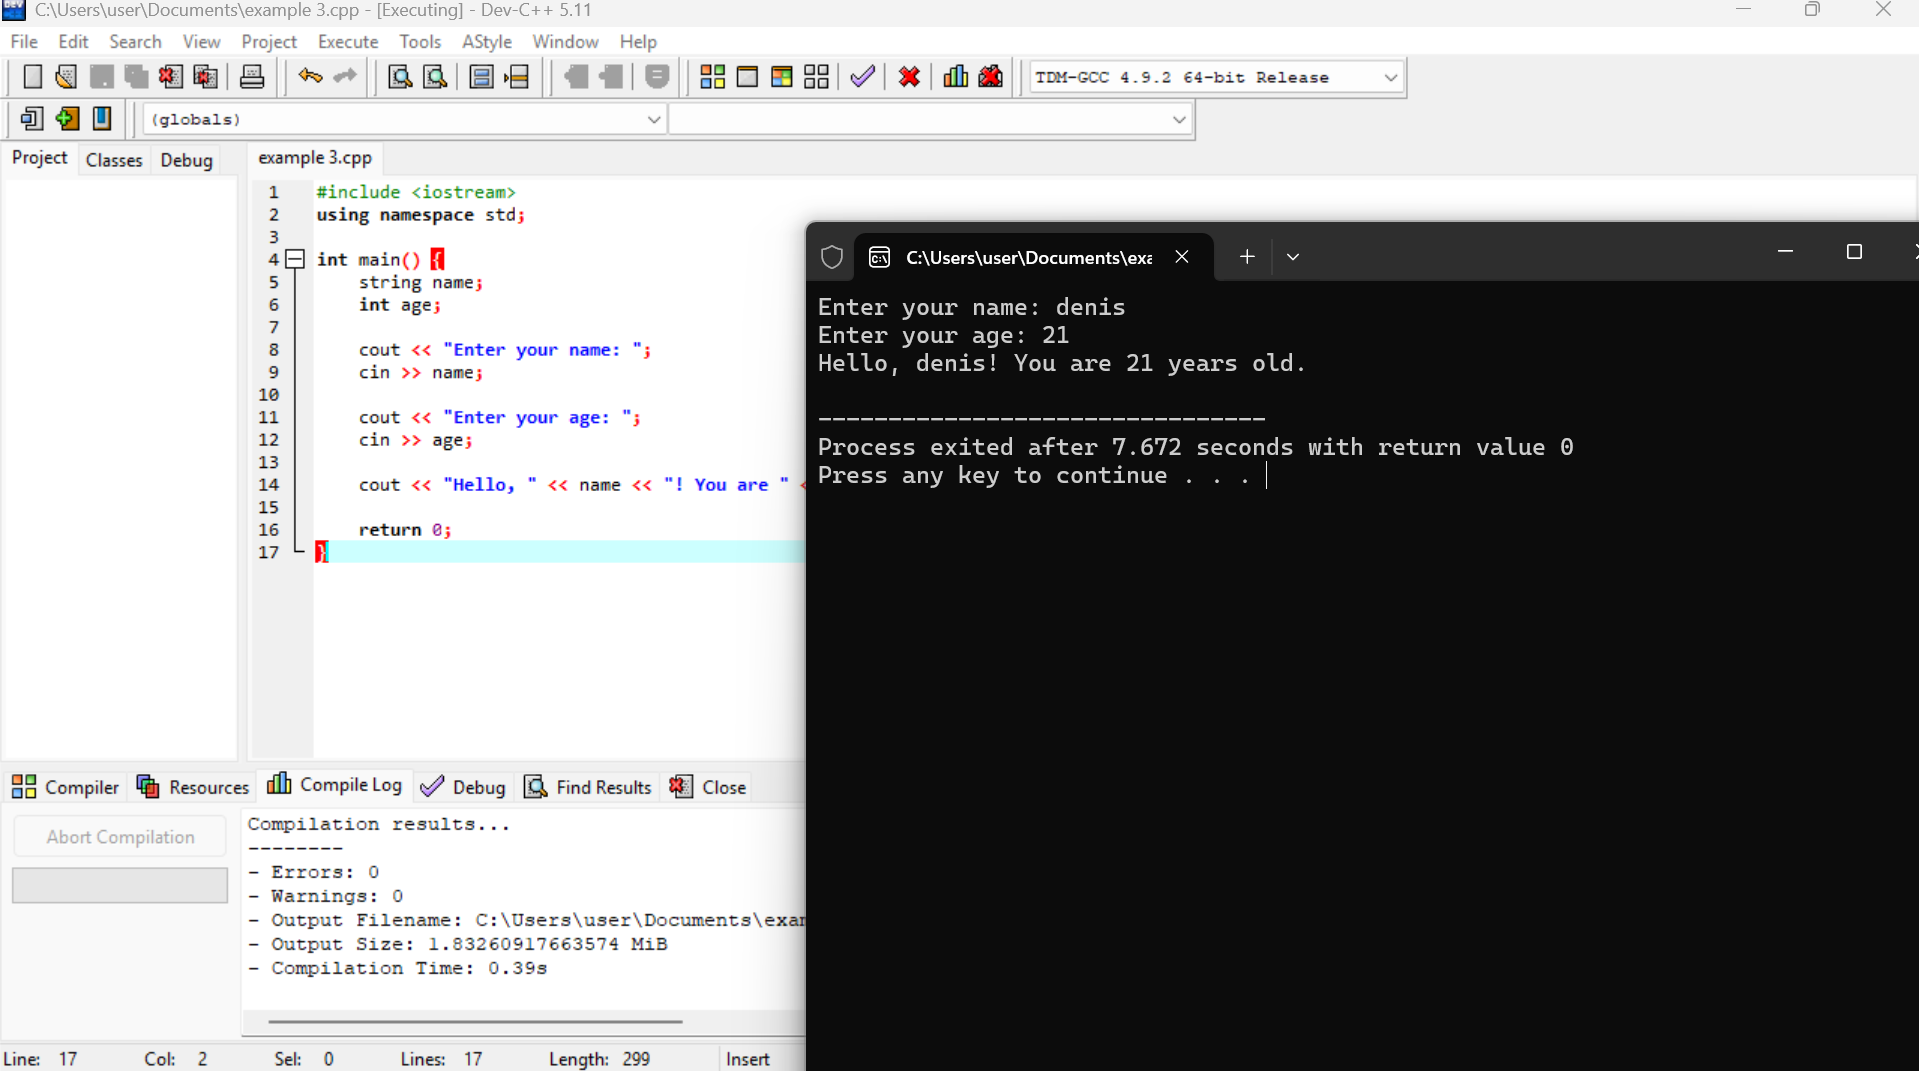 C:\Users\user\Documents\example 3.cpp - [Executing] - Dev-C++ 5.11
File Edit Search View Project Execute Tools AStyle Window Help
TDM-GCC 4.9.2 64-bit Release
(globals)
Project Classes Debug
example 3.cpp
1 #include <iostream>
2 using namespace std;
3
4 int main() {
5 string name;
6 int age;
7
8 cout << "Enter your name: ";
9 cin >> name;
10
11 cout << "Enter your age: ";
12 cin >> age;
13
14 cout << "Hello, " << name << "! You are " <
15
16 return 0;
17 }
C:\Users\user\Documents\exa
Enter your name: denis
Enter your age: 21
Hello, denis! You are 21 years old.
--------------------------------
Process exited after 7.672 seconds with return value 0
Press any key to continue . . .
Compiler Resources Compile Log Debug Find Results Close
Abort Compilation
Compilation results...
--------
- Errors: 0
- Warnings: 0
- Output Filename: C:\Users\user\Documents\exam
- Output Size: 1.83260917663574 MiB
- Compilation Time: 0.39s
Line: 17 Col: 2 Sel: 0 Lines: 17 Length: 299 Insert